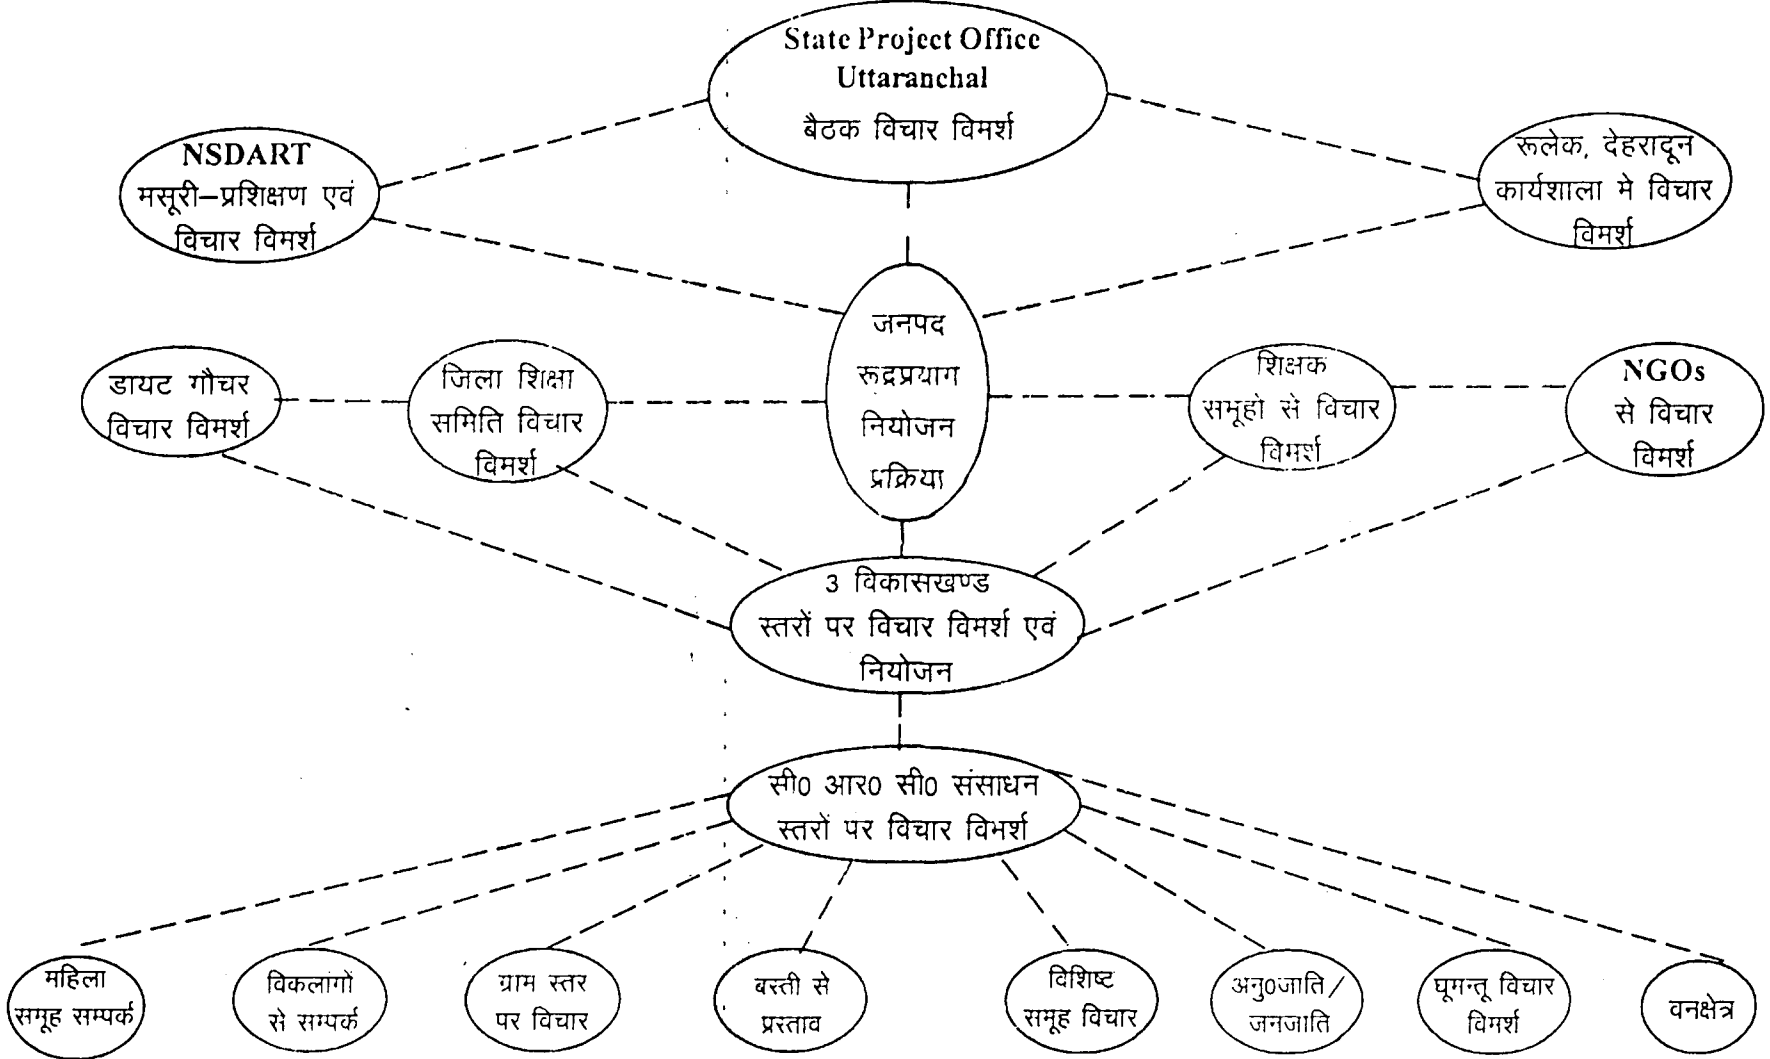 State Project Office
Uttaranchal
बैठक विचार विमर्श
NSDART
मसूरी–प्रशिक्षण एवं
विचार विमर्श
रूलेक, देहरादून
कार्यशाला मे विचार
विमर्श
जनपद
रूद्रप्रयाग
नियोजन
प्रक्रिया
डायट गौचर
विचार विमर्श
जिला शिक्षा
समिति विचार
विमर्श
शिक्षक
समूहो से विचार
विमर्श
NGOs
से विचार
विमर्श
3 विकासखण्ड
स्तरों पर विचार विमर्श एवं
नियोजन
सी0 आर0 सी0 संसाधन
स्तरों पर विचार विमर्श
महिला
समूह सम्पर्क
विकलांगों
से सम्पर्क
ग्राम स्तर
पर विचार
बस्ती से
प्रस्ताव
विशिष्ट
समूह विचार
अनु0जाति /
जनजाति
घूमन्तू विचार
विमर्श
वनक्षेत्र